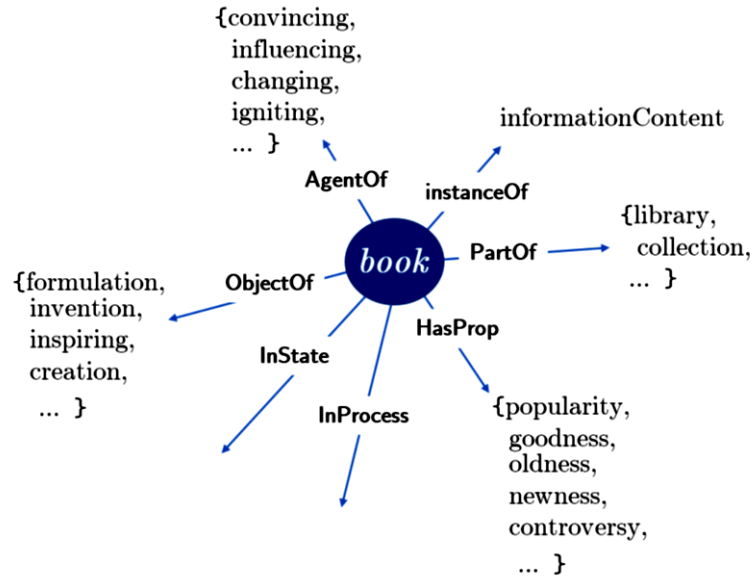 {convincing,
influencing,
changing,
igniting,
... }
AgentOf
informationContent
instanceOf
{library,
collection,
... }
PartOf
book
ObjectOf
{formulation,
invention,
inspiring,
creation,
... }
HasProp
InState
InProcess
{popularity,
goodness,
oldness,
newness,
controversy,
... }